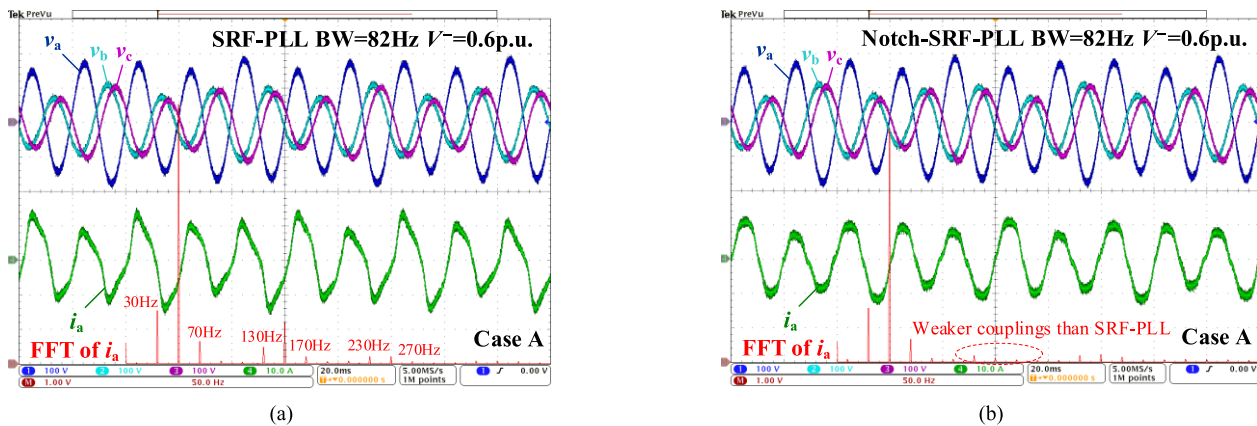 Tek PreVu
SRF-PLL BW=82Hz V⁻=0.6p.u.
va
vb
vc
30Hz
ia
70Hz
130Hz
170Hz
230Hz
270Hz
Case A
FFT of ia
1 100 V 2 100 V 3 100 V 4 10.0 A 20.0ms 5.00MS/s 1 0.00 V
M 1.00 V 50.0 Hz 0.000000 s 1M points
(a)
Tek PreVu
Notch-SRF-PLL BW=82Hz V⁻=0.6p.u.
va
vb
vc
ia
Weaker couplings than SRF-PLL
Case A
FFT of ia
1 100 V 2 100 V 3 100 V 4 10.0 A 20.0ms 5.00MS/s 1 0.00 V
M 1.00 V 50.0 Hz 0.000000 s 1M points
(b)